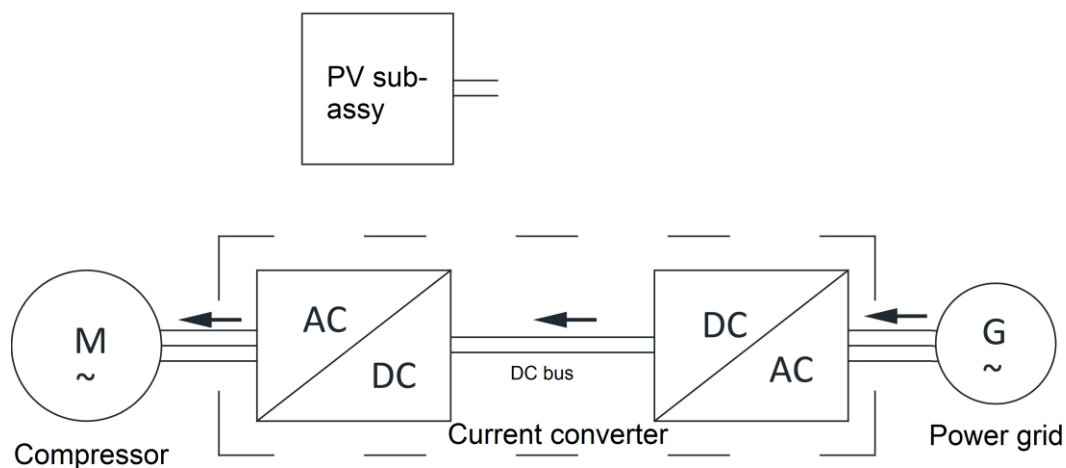 PV sub-
assy
AC
DC
DC
AC
M
~
G
~
DC bus
Compressor
Current converter
Power grid